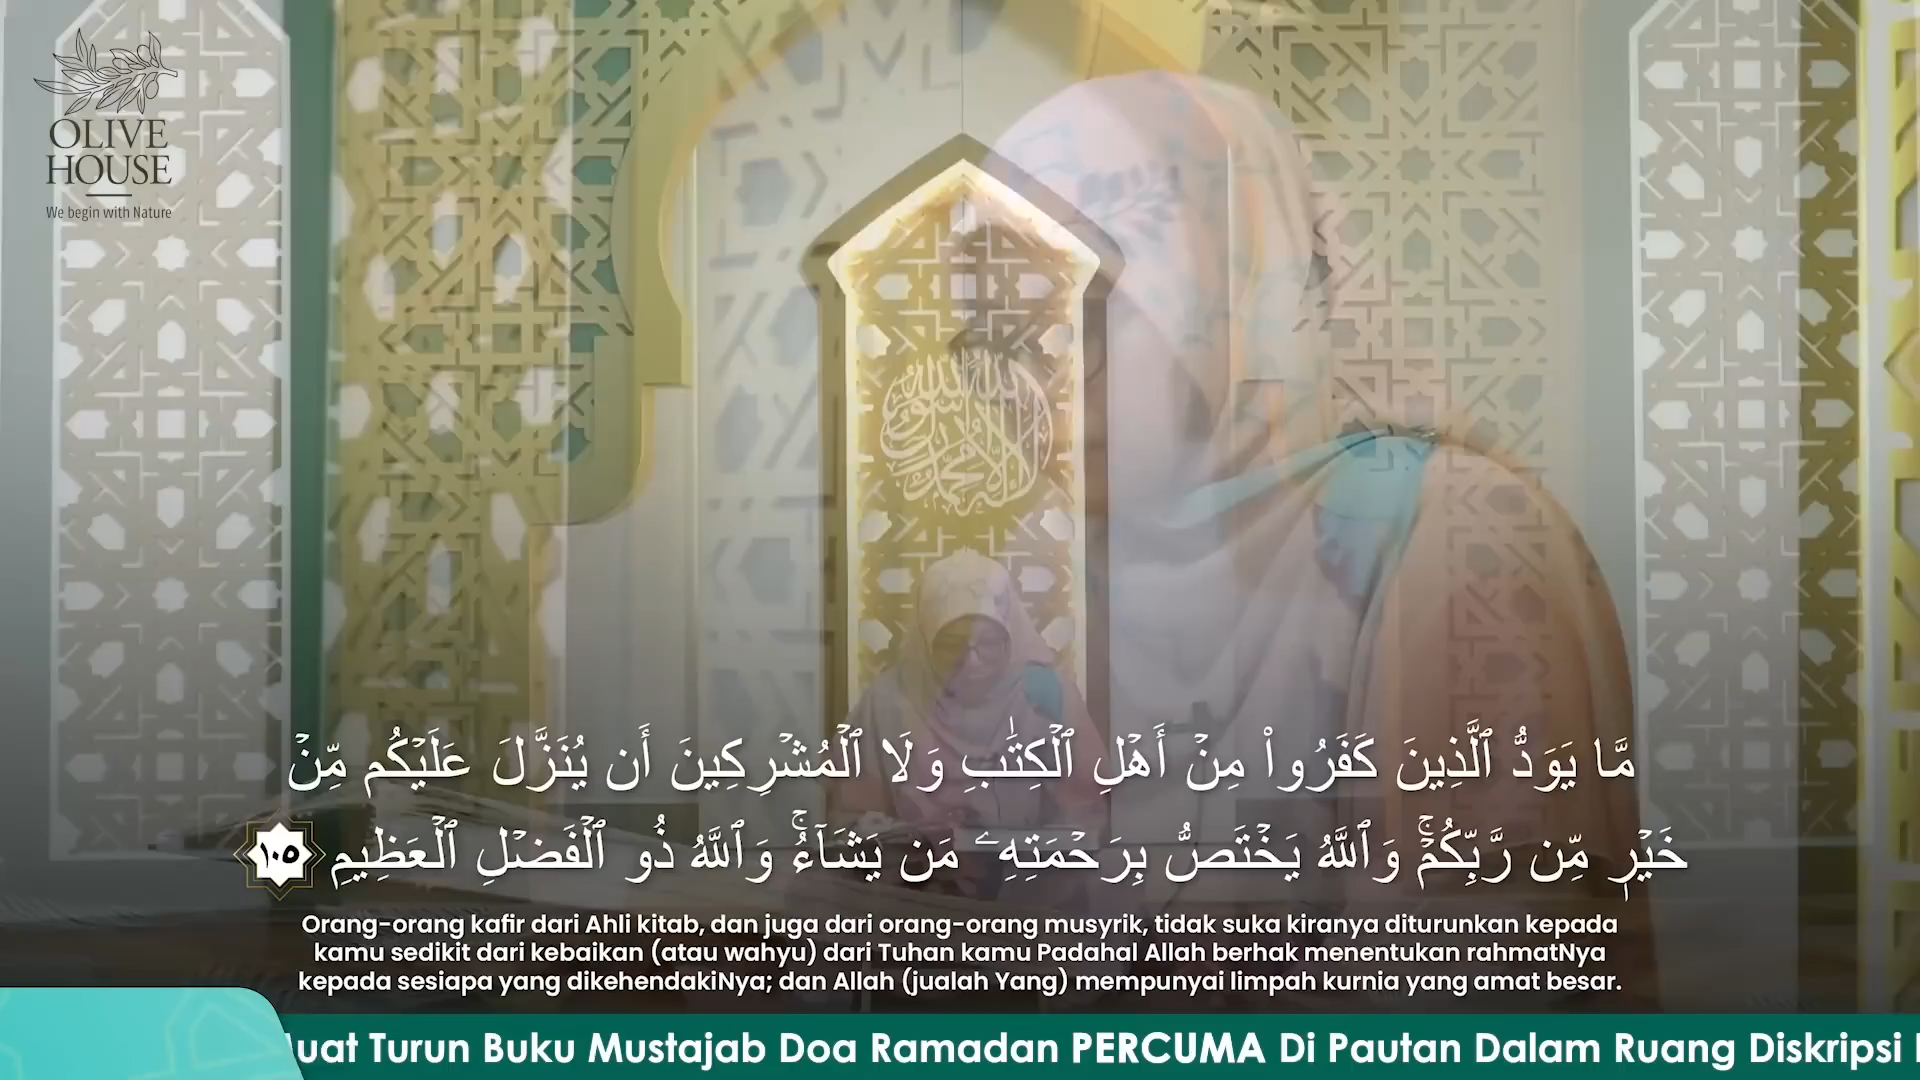 OLIVE
HOUSE
We begin with Nature
مَّا يَوَدُّ ٱلَّذِينَ كَفَرُوا۟ مِنْ أَهْلِ ٱلْكِتَٰبِ وَلَا ٱلْمُشْرِكِينَ أَن يُنَزَّلَ عَلَيْكُم مِّنْ
خَيْرٍ مِّن رَّبِّكُمْ ۗ وَٱللَّهُ يَخْتَصُّ بِرَحْمَتِهِۦ مَن يَشَآءُ ۚ وَٱللَّهُ ذُو ٱلْفَضْلِ ٱلْعَظِيمِ ١٠٥
Orang-orang kafir dari Ahli kitab, dan juga dari orang-orang musyrik, tidak suka kiranya diturunkan kepada
kamu sedikit dari kebaikan (atau wahyu) dari Tuhan kamu Padahal Allah berhak menentukan rahmatNya
kepada sesiapa yang dikehendakiNya; dan Allah (jualah Yang) mempunyai limpah kurnia yang amat besar.
uat Turun Buku Mustajab Doa Ramadan PERCUMA Di Pautan Dalam Ruang Diskripsi